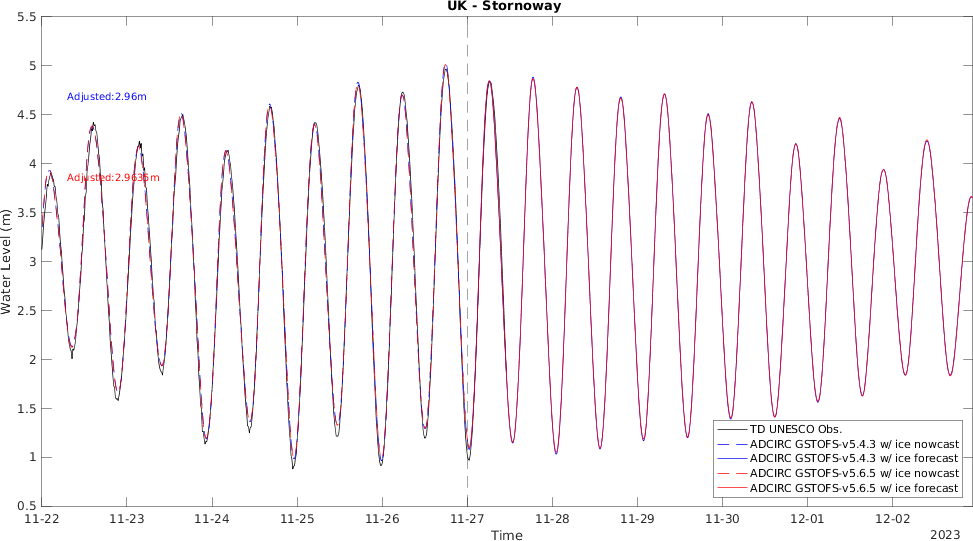 UK - Stornoway
Water Level (m)
5.5
5
4.5
4
3.5
3
2.5
2
1.5
1
0.5
Adjusted:2.96m
Adjusted:2.9635m
TD UNESCO Obs.
ADCIRC GSTOFS-v5.4.3 w/ ice nowcast
ADCIRC GSTOFS-v5.4.3 w/ ice forecast
ADCIRC GSTOFS-v5.6.5 w/ ice nowcast
ADCIRC GSTOFS-v5.6.5 w/ ice forecast
11-22 11-23 11-24 11-25 11-26 11-27 11-28 11-29 11-30 12-01 12-02
Time
2023